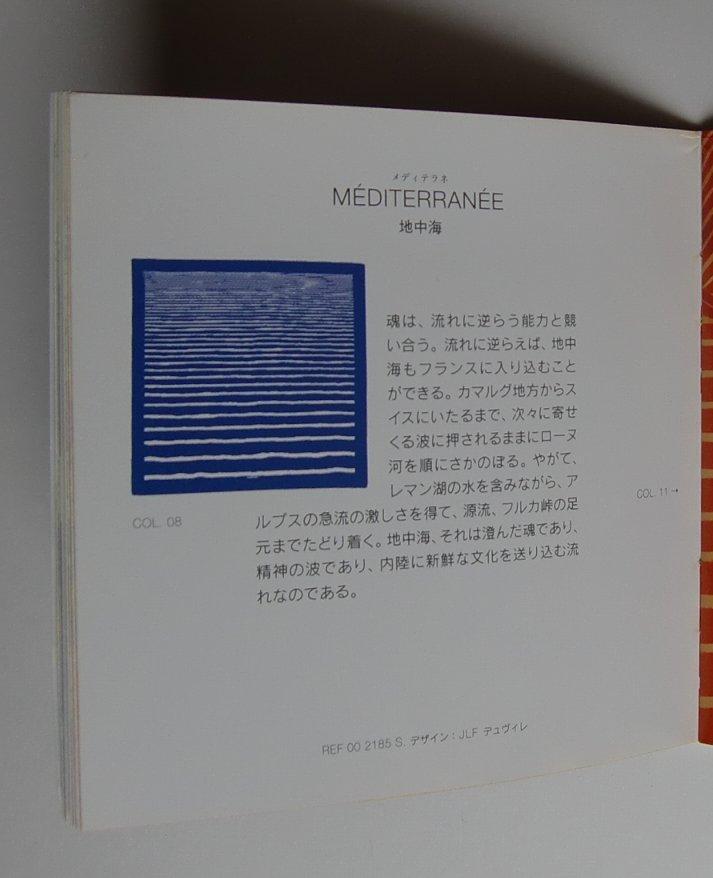 メディテラネ
MÉDITERRANÉE
地中海
魂は、流れに逆らう能力と競
い合う。流れに逆らえば、地中
海もフランスに入り込むこと
ができる。カマルグ地方からス
イスにいたるまで、次々に寄せ
くる波に押されるままにローヌ
河を順にさかのぼる。やがて、
レマン湖の水を含みながら、ア
ルプスの急流の激しさを得て、源流、フルカ峠の足
元までたどり着く。地中海、それは澄んだ魂であり、
精神の波であり、内陸に新鮮な文化を送り込む流
れなのである。
COL. 08
COL. 11→
REF 00 2185 S. デザイン:JLF デュヴィレ